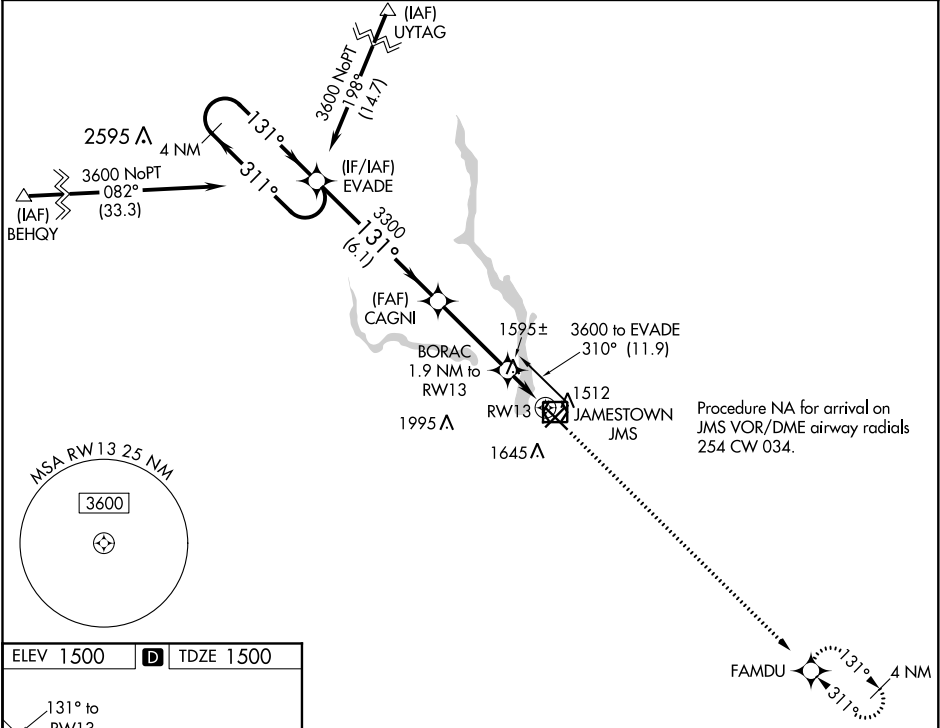 (IAF)
UYTAG
3600 NoPT
198°
(14.7)
2595
4 NM
131°
311°
(IF/IAF)
EVADE
3600 NoPT
082°
(33.3)
(IAF)
BEHQY
3300
131°
(6.1)
(FAF)
CAGNI
1595±
3600 to EVADE
310° (11.9)
BORAC
1.9 NM to
RW13
1512
RW13
JAMESTOWN
JMS
1995
1645
Procedure NA for arrival on
JMS VOR/DME airway radials
254 CW 034.
MSA RW13 25 NM
3600
ELEV 1500 D TDZE 1500
131° to
RW13
FAMDU
131°
311°
4 NM